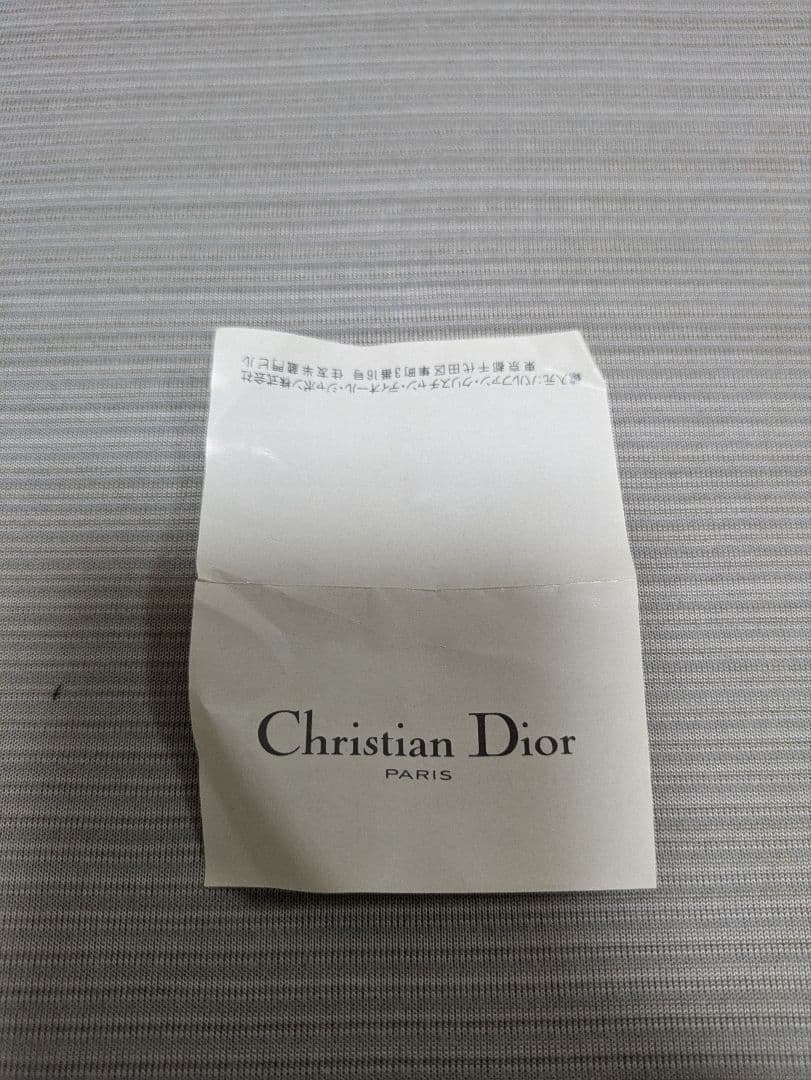 輸入元:パルファン・クリスチャン・ディオール・ジャポン株式会社
東京都千代田区隼町3番16号 住友半蔵門ビル
Christian Dior
PARIS